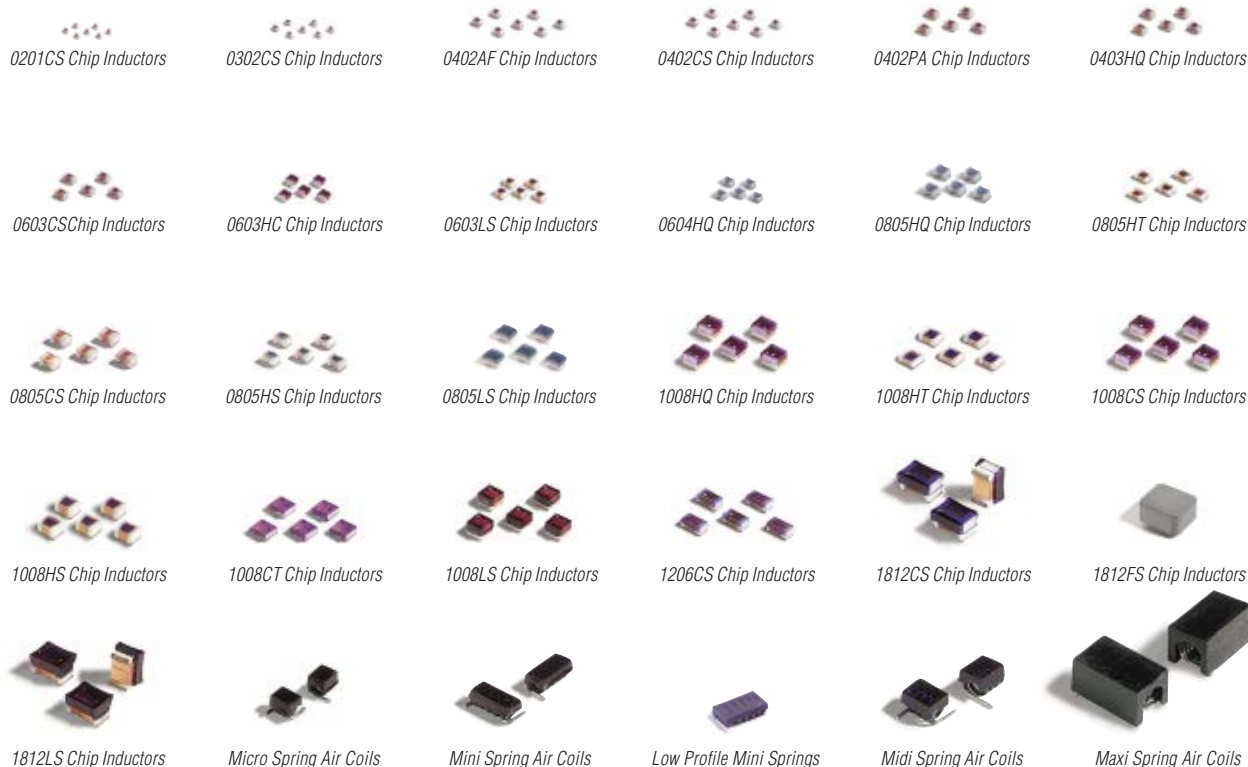 0201CS Chip Inductors
0302CS Chip Inductors
0402AF Chip Inductors
0402CS Chip Inductors
0402PA Chip Inductors
0403HQ Chip Inductors
0603CSChip Inductors
0603HC Chip Inductors
0603LS Chip Inductors
0604HQ Chip Inductors
0805HQ Chip Inductors
0805HT Chip Inductors
0805CS Chip Inductors
0805HS Chip Inductors
0805LS Chip Inductors
1008HQ Chip Inductors
1008HT Chip Inductors
1008CS Chip Inductors
1008HS Chip Inductors
1008CT Chip Inductors
1008LS Chip Inductors
1206CS Chip Inductors
1812CS Chip Inductors
1812FS Chip Inductors
1812LS Chip Inductors
Micro Spring Air Coils
Mini Spring Air Coils
Low Profile Mini Springs
Midi Spring Air Coils
Maxi Spring Air Coils